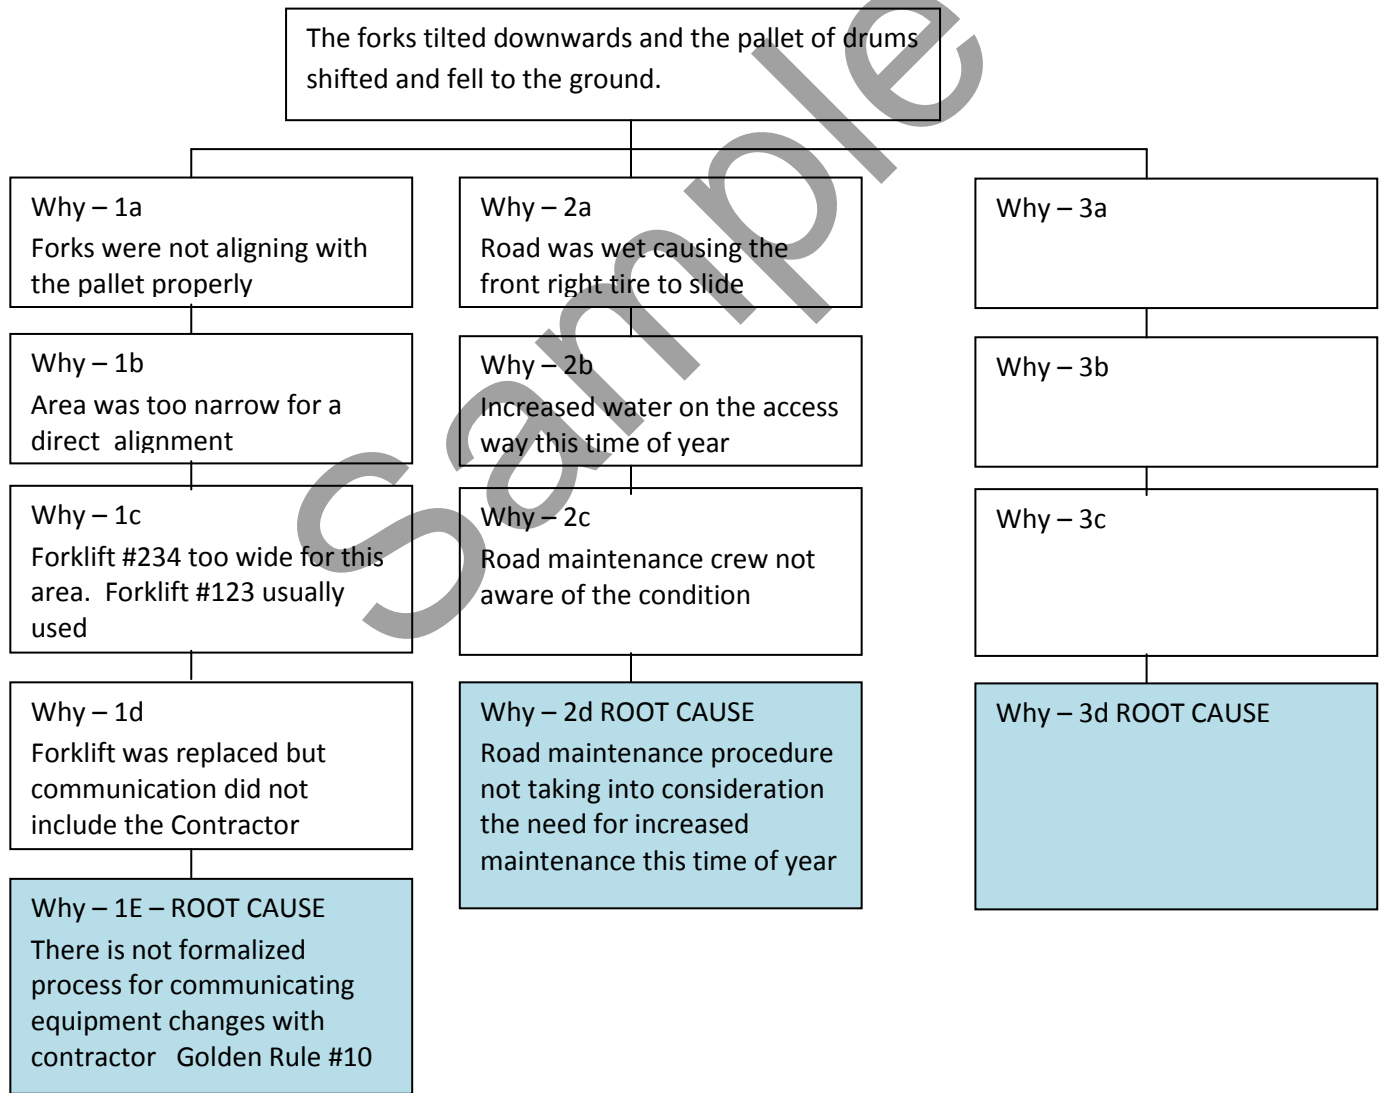 The forks tilted downwards and the pallet of drums
shifted and fell to the ground.
Why – 1a
Forks were not aligning with
the pallet properly
Why – 1b
Area was too narrow for a
direct alignment
Why – 1c
Forklift #234 too wide for this
area. Forklift #123 usually
used
Why – 1d
Forklift was replaced but
communication did not
include the Contractor
Why – 1E – ROOT CAUSE
There is not formalized
process for communicating
equipment changes with
contractor Golden Rule #10
Why – 2a
Road was wet causing the
front right tire to slide
Why – 2b
Increased water on the access
way this time of year
Why – 2c
Road maintenance crew not
aware of the condition
Why – 2d ROOT CAUSE
Road maintenance procedure
not taking into consideration
the need for increased
maintenance this time of year
Why – 3a
Why – 3b
Why – 3c
Why – 3d ROOT CAUSE
Sample